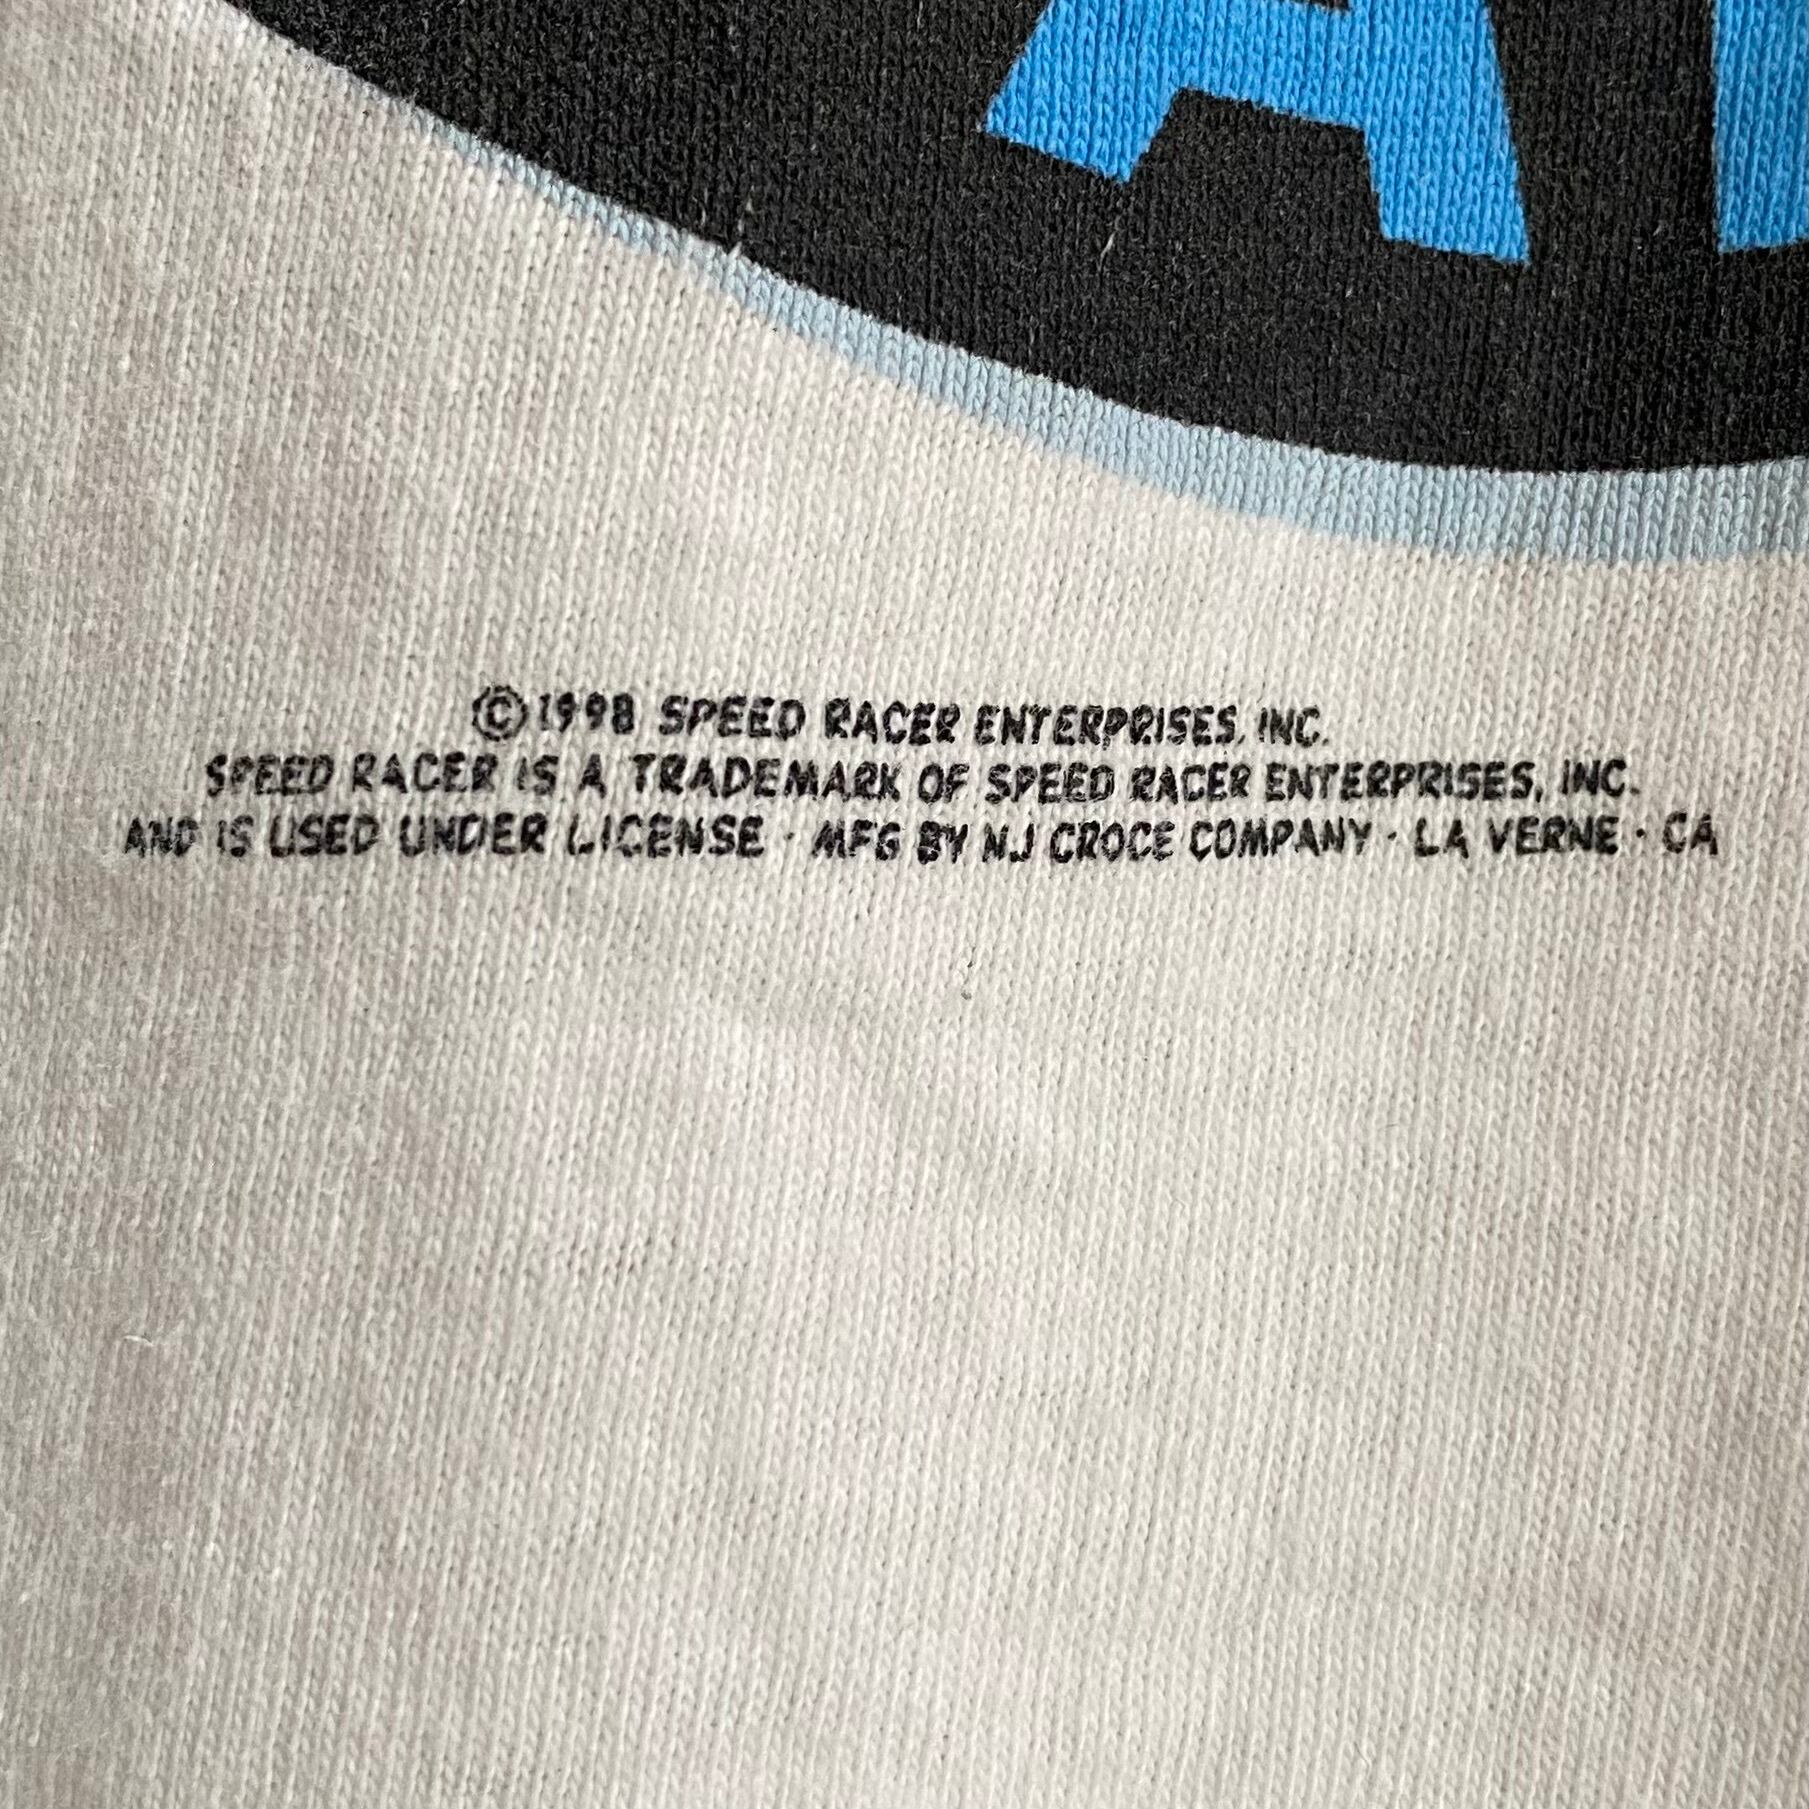 ©1998 SPEED RACER ENTERPRISES, INC.
SPEED RACER IS A TRADEMARK OF SPEED RACER ENTERPRISES, INC.
AND IS USED UNDER LICENSE · MFG BY NJ CROCE COMPANY · LA VERNE · CA